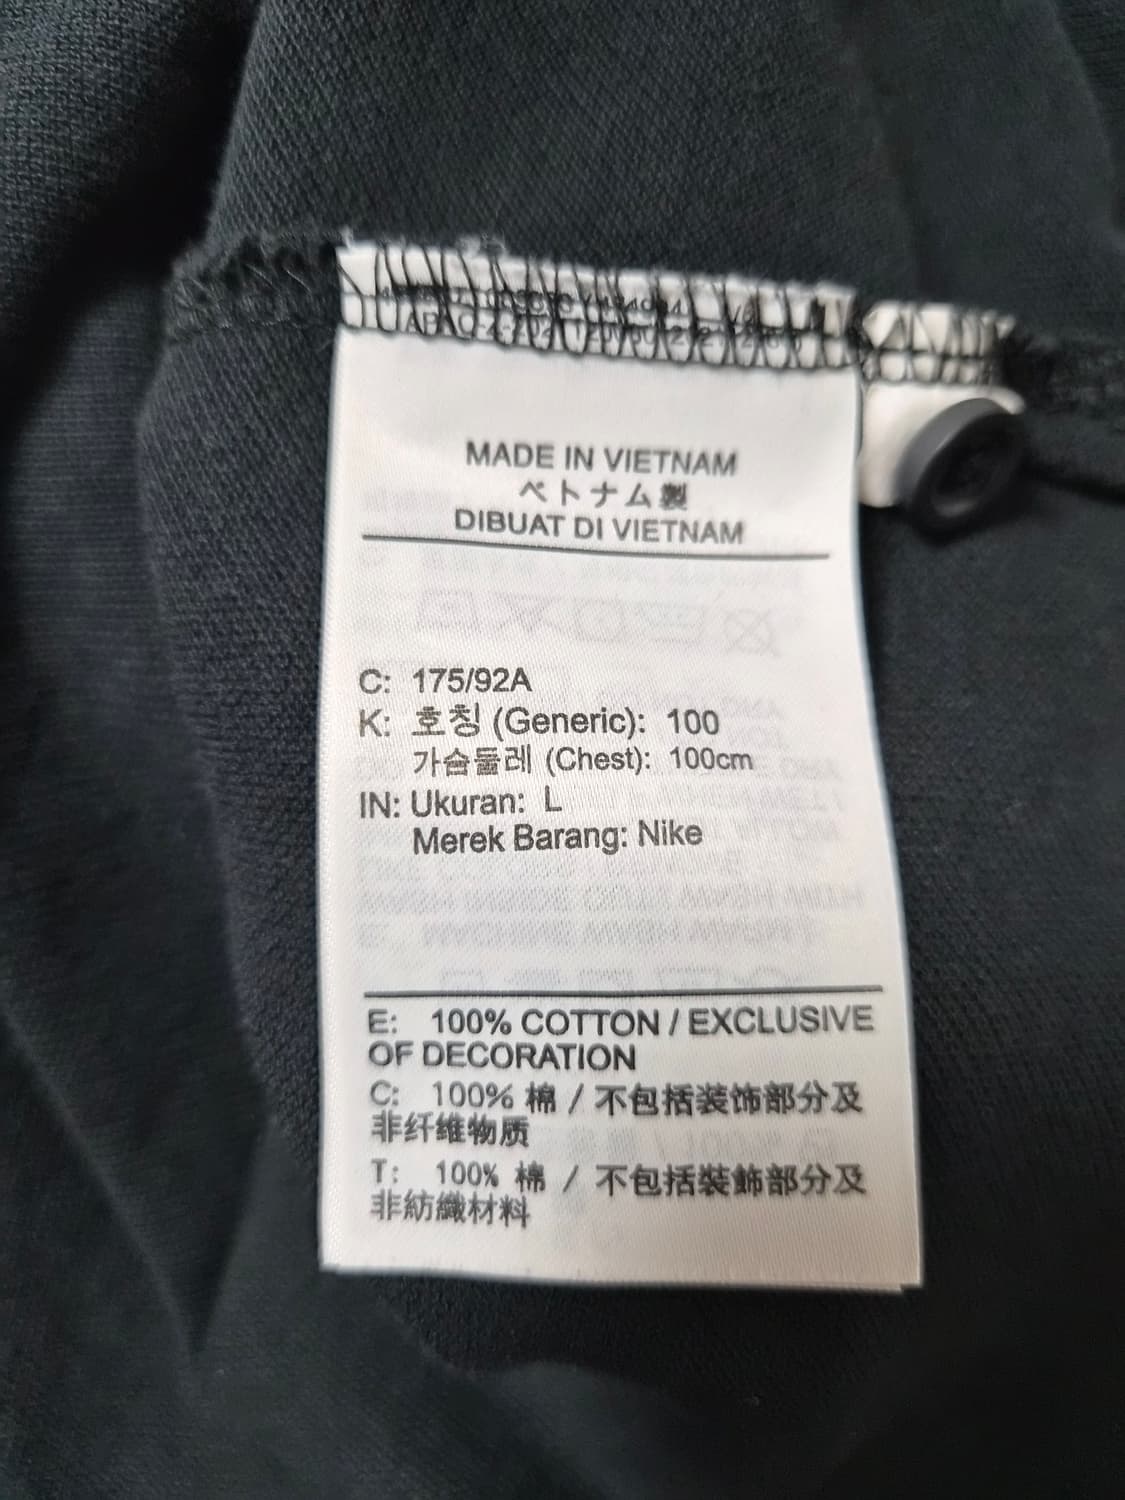 MADE IN VIETNAM
ベトナム製
DIBUAT DI VIETNAM
C: 175/92A
K: 호칭 (Generic): 100
가슴둘레 (Chest): 100cm
IN: Ukuran: L
Merek Barang: Nike
E: 100% COTTON / EXCLUSIVE
OF DECORATION
C: 100% 棉 / 不包括装饰部分及
非纤维物质
T: 100% 棉 / 不包括裝飾部分及
非紡織材料